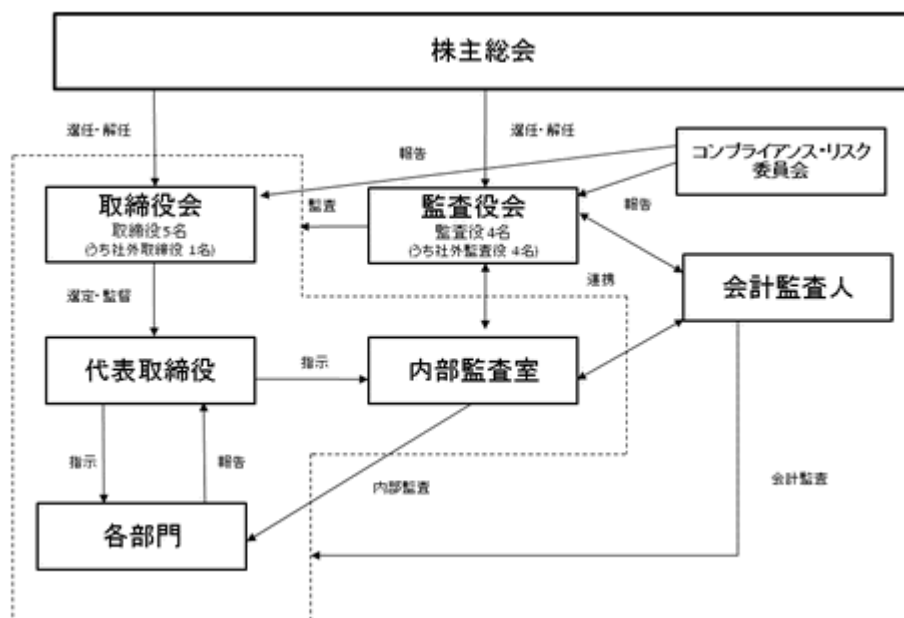 株主総会
選任・解任
選任・解任
報告
コンプライアンス・リスク
委員会
取締役会
取締役5名
(うち社外取締役 1名)
監査
監査役会
監査役4名
(うち社外監査役 4名)
報告
選定・監督
連携
会計監査人
代表取締役
指示
内部監査室
指示
報告
内部監査
会計監査
各部門